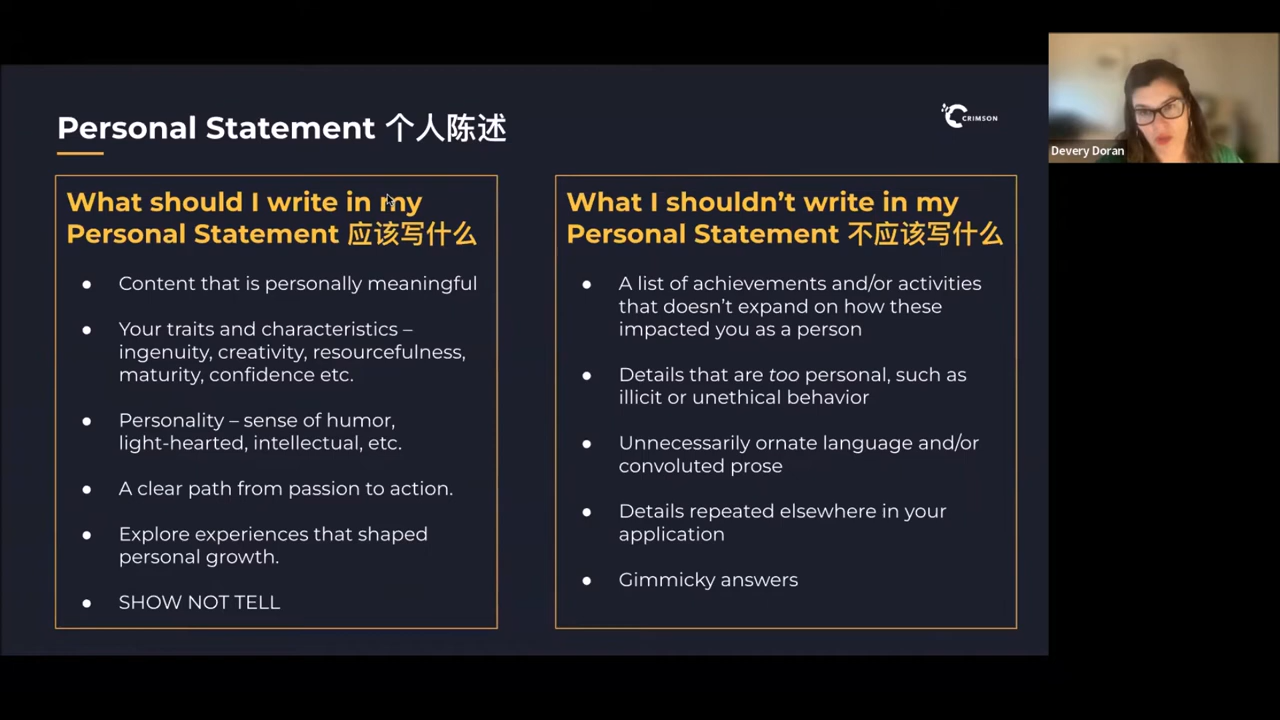 Personal Statement 个人陈述
CRIMSON
What should I write in my
Personal Statement 应该写什么
● Content that is personally meaningful
● Your traits and characteristics –
ingenuity, creativity, resourcefulness,
maturity, confidence etc.
● Personality – sense of humor,
light-hearted, intellectual, etc.
● A clear path from passion to action.
● Explore experiences that shaped
personal growth.
● SHOW NOT TELL
What I shouldn’t write in my
Personal Statement 不应该写什么
● A list of achievements and/or activities
that doesn’t expand on how these
impacted you as a person
● Details that are too personal, such as
illicit or unethical behavior
● Unnecessarily ornate language and/or
convoluted prose
● Details repeated elsewhere in your
application
● Gimmicky answers
Devery Doran